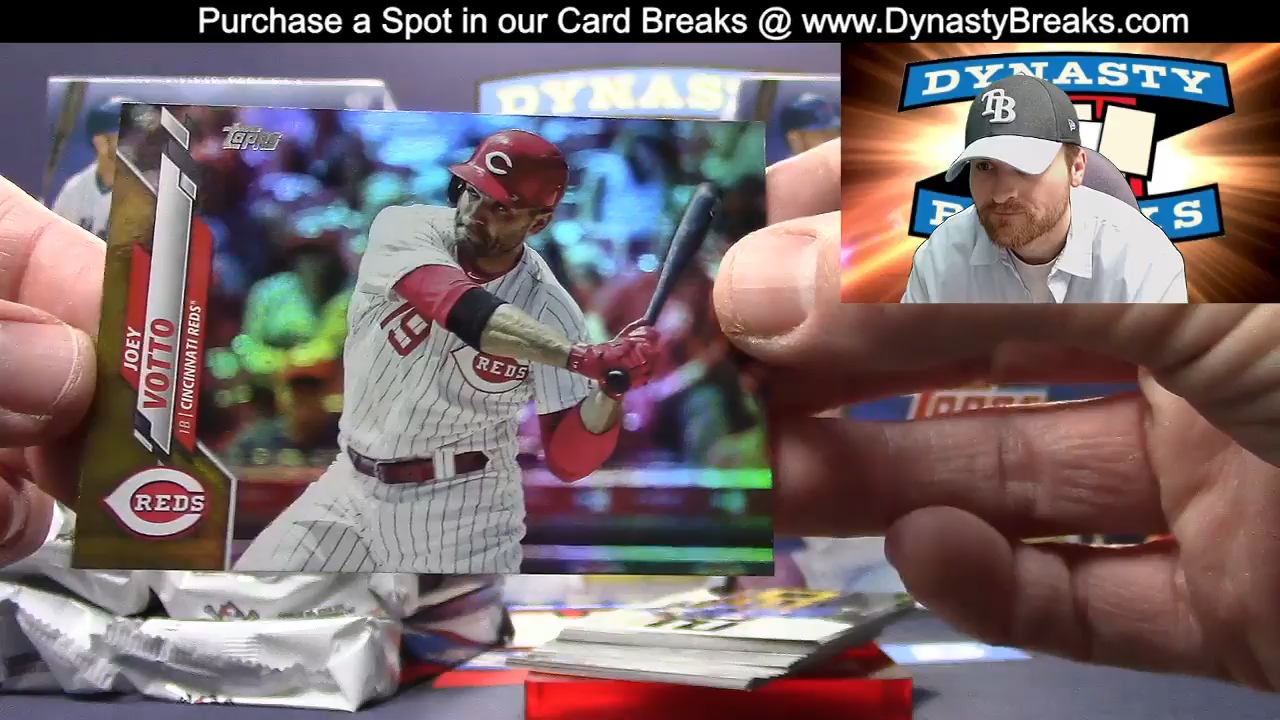 Purchase a Spot in our Card Breaks @ www.DynastyBreaks.com
DYNASTY
TB
Topps
C
19
REDS
JOEY
VOTTO
1B | CINCINNATI REDS
REDS